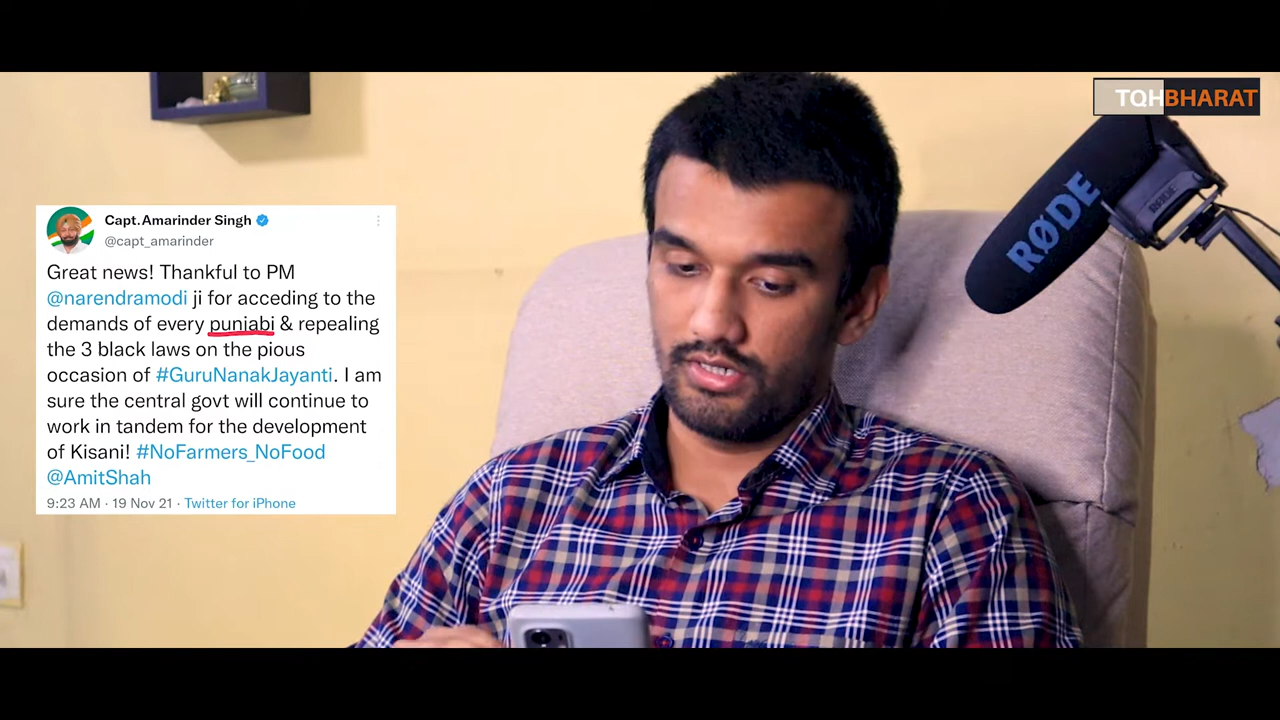 TQHBHARAT
RØDE
RØDE
Capt. Amarinder Singh
@capt_amarinder
Great news! Thankful to PM
@narendramodi ji for acceding to the
demands of every punjabi & repealing
the 3 black laws on the pious
occasion of #GuruNanakJayanti. I am
sure the central govt will continue to
work in tandem for the development
of Kisani! #NoFarmers_NoFood
@AmitShah
9:23 AM · 19 Nov 21 · Twitter for iPhone